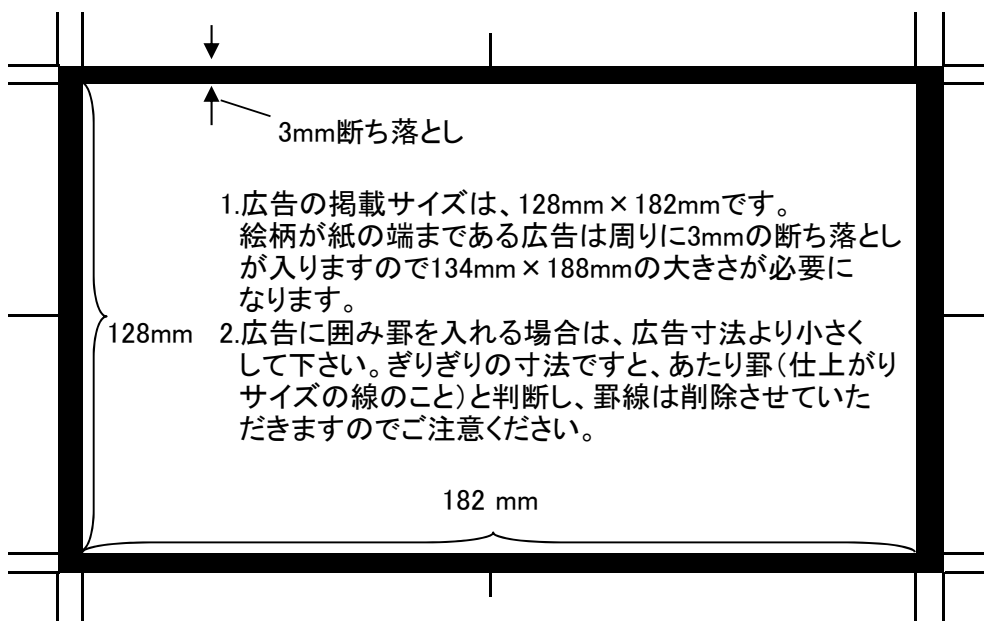 3mm断ち落とし
1.広告の掲載サイズは、128mm×182mmです。
絵柄が紙の端まである広告は周りに3mmの断ち落とし
が入りますので134mm×188mmの大きさが必要に
なります。
128mm
2.広告に囲み罫を入れる場合は、広告寸法より小さく
して下さい。ぎりぎりの寸法ですと、あたり罫(仕上がり
サイズの線のこと)と判断し、罫線は削除させていた
だきますのでご注意ください。
182 mm